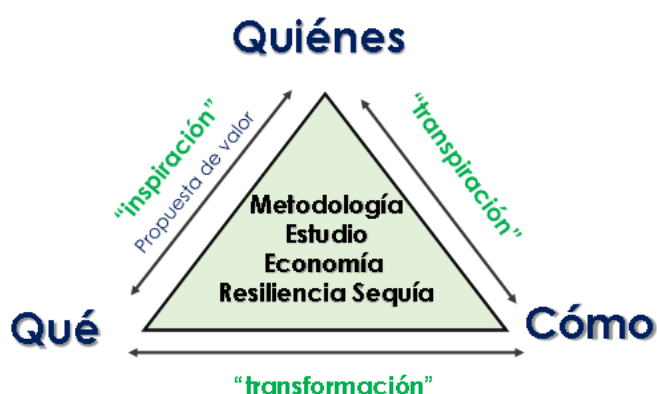 Quiénes
“inspiración”
Propuesta de valor
“transpiración”
Metodología
Estudio
Economía
Resiliencia Sequía
Qué
Cómo
“transformación”